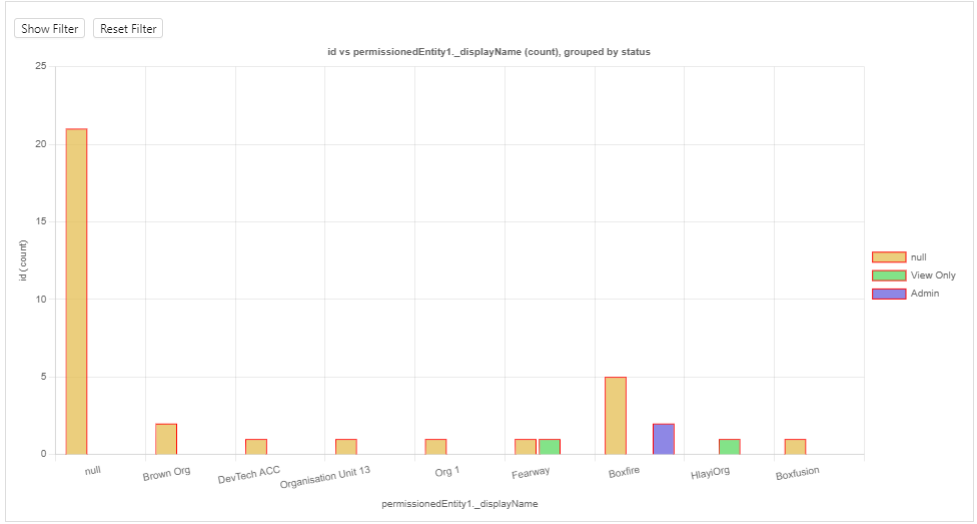 Show Filter Reset Filter
id vs permissionedEntity1._displayName (count), grouped by status
25
20
15
10
5
0
id ( count)
null Brown Org DevTech ACC Organisation Unit 13 Org 1 Fearway Boxfire HlayiOrg Boxfusion
permissionedEntity1._displayName
null
View Only
Admin